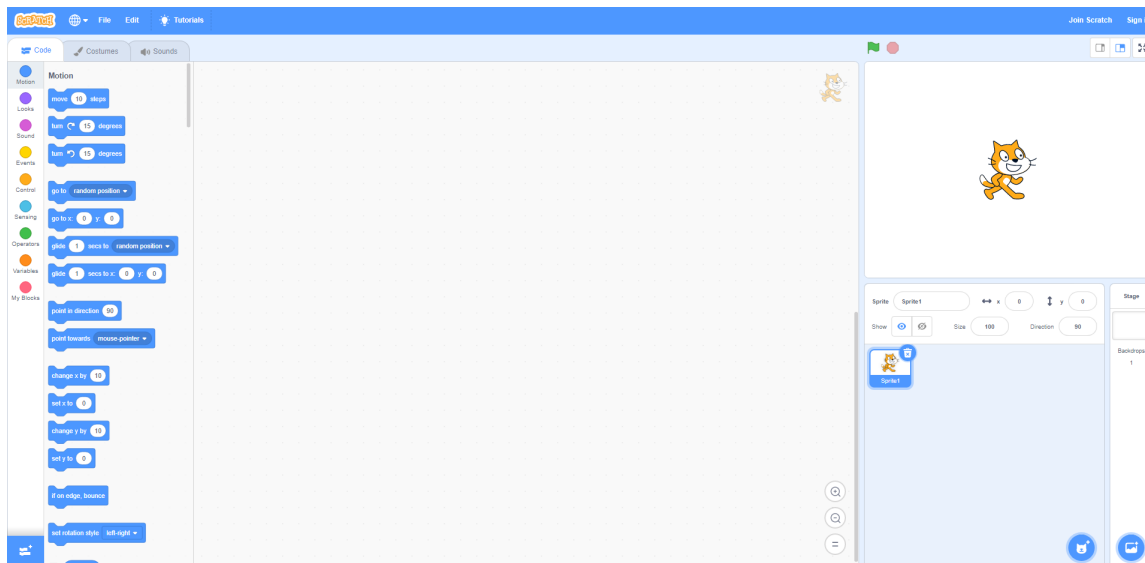 SCRATCH File Edit Tutorials Join Scratch Sign
Code Costumes Sounds
Motion
Looks
Sound
Events
Control
Sensing
Operators
Variables
My Blocks
Motion
move 10 steps
turn 15 degrees
turn 15 degrees
go to random position
go to x: 0 y: 0
glide 1 secs to random position
glide 1 secs to x: 0 y: 0
point in direction 90
point towards mouse-pointer
change x by 10
set x to 0
change y by 10
set y to 0
if on edge, bounce
set rotation style left-right
Sprite Sprite1 x 0 y 0
Show Size 100 Direction 90
Sprite1
Stage
Backdrops
1